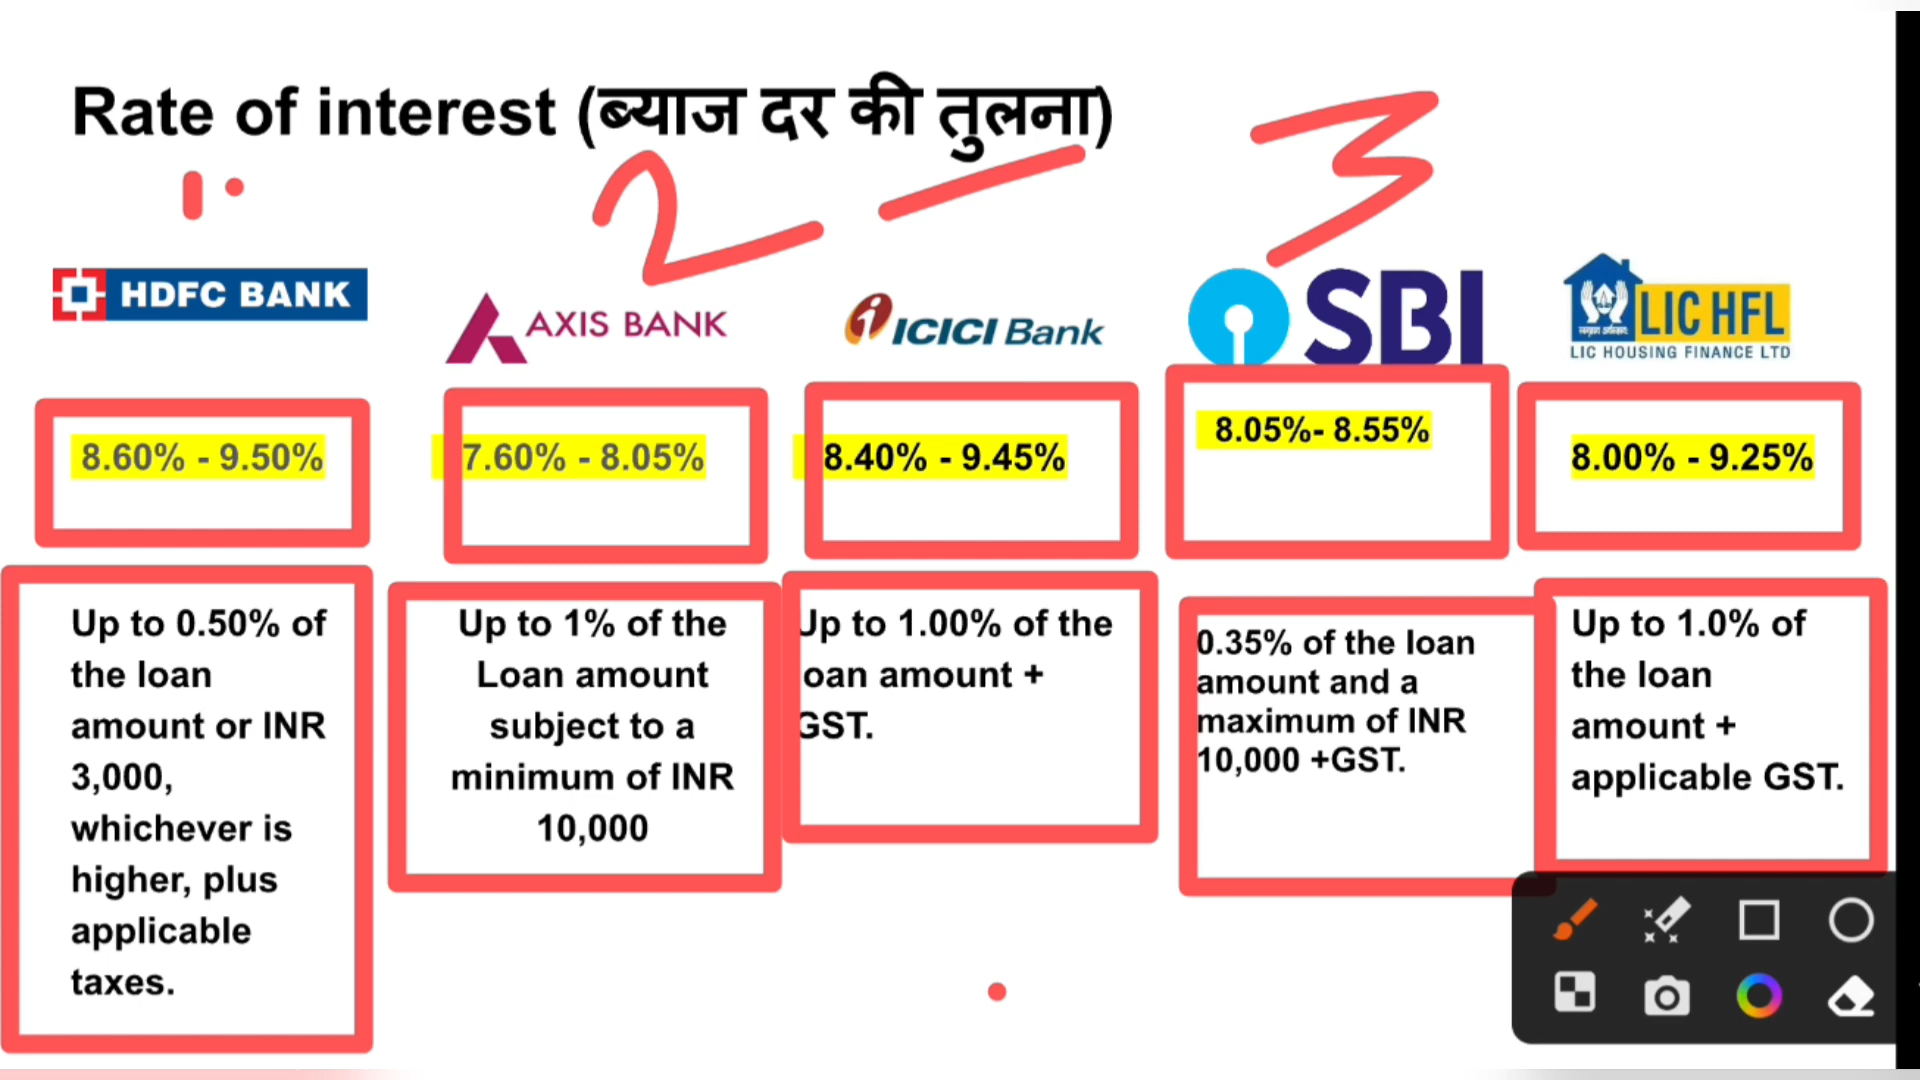 Rate of interest (ब्याज दर की तुलना)
1.
2
3
HDFC BANK
AXIS BANK
ICICI Bank
SBI
LIC HFL
LIC HOUSING FINANCE LTD
8.60% - 9.50%
7.60% - 8.05%
8.40% - 9.45%
8.05%- 8.55%
8.00% - 9.25%
Up to 0.50% of
the loan
amount or INR
3,000,
whichever is
higher, plus
applicable
taxes.
Up to 1% of the
Loan amount
subject to a
minimum of INR
10,000
Up to 1.00% of the
loan amount +
GST.
0.35% of the loan
amount and a
maximum of INR
10,000 +GST.
Up to 1.0% of
the loan
amount +
applicable GST.